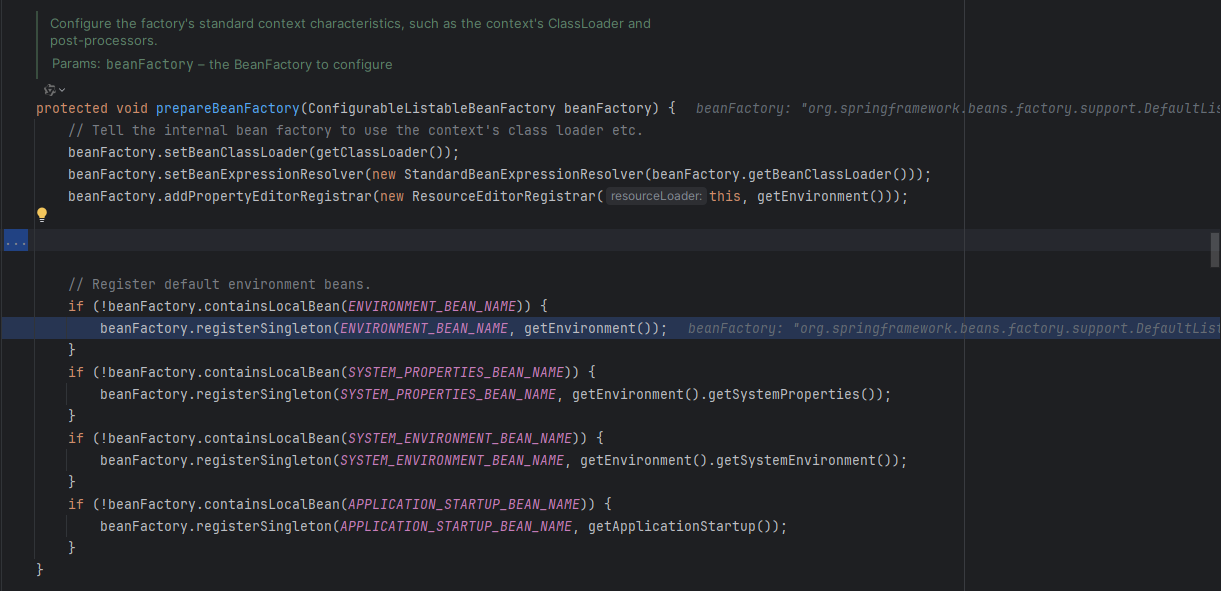 Configure the factory's standard context characteristics, such as the context's ClassLoader and
post-processors.
Params: beanFactory – the BeanFactory to configure
protected void prepareBeanFactory(ConfigurableListableBeanFactory beanFactory) {   beanFactory: "org.springframework.beans.factory.support.DefaultLis
    // Tell the internal bean factory to use the context's class loader etc.
    beanFactory.setBeanClassLoader(getClassLoader());
    beanFactory.setBeanExpressionResolver(new StandardBeanExpressionResolver(beanFactory.getBeanClassLoader()));
    beanFactory.addPropertyEditorRegistrar(new ResourceEditorRegistrar( resourceLoader: this, getEnvironment()));
...
    // Register default environment beans.
    if (!beanFactory.containsLocalBean(ENVIRONMENT_BEAN_NAME)) {
        beanFactory.registerSingleton(ENVIRONMENT_BEAN_NAME, getEnvironment());   beanFactory: "org.springframework.beans.factory.support.DefaultList
    }
    if (!beanFactory.containsLocalBean(SYSTEM_PROPERTIES_BEAN_NAME)) {
        beanFactory.registerSingleton(SYSTEM_PROPERTIES_BEAN_NAME, getEnvironment().getSystemProperties());
    }
    if (!beanFactory.containsLocalBean(SYSTEM_ENVIRONMENT_BEAN_NAME)) {
        beanFactory.registerSingleton(SYSTEM_ENVIRONMENT_BEAN_NAME, getEnvironment().getSystemEnvironment());
    }
    if (!beanFactory.containsLocalBean(APPLICATION_STARTUP_BEAN_NAME)) {
        beanFactory.registerSingleton(APPLICATION_STARTUP_BEAN_NAME, getApplicationStartup());
    }
}